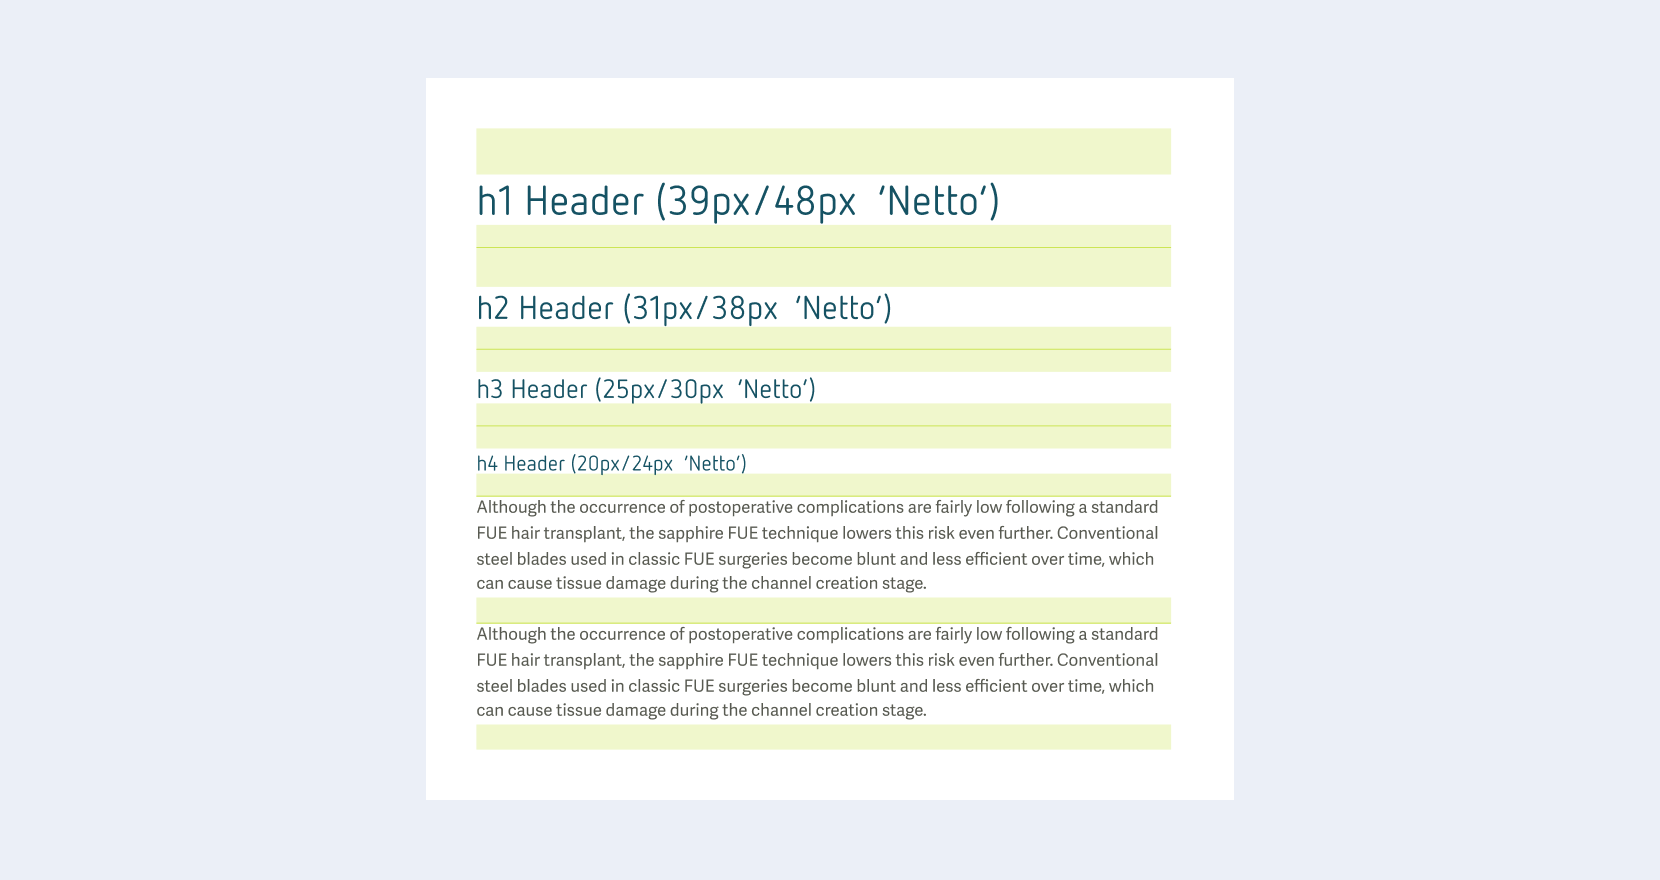 h1 Header (39px/48px ‘Netto‘)
h2 Header (31px/38px ‘Netto‘)
h3 Header (25px/30px ‘Netto‘)
h4 Header (20px/24px ‘Netto‘)
Although the occurrence of postoperative complications are fairly low following a standard
FUE hair transplant, the sapphire FUE technique lowers this risk even further. Conventional
steel blades used in classic FUE surgeries become blunt and less efficient over time, which
can cause tissue damage during the channel creation stage.
Although the occurrence of postoperative complications are fairly low following a standard
FUE hair transplant, the sapphire FUE technique lowers this risk even further. Conventional
steel blades used in classic FUE surgeries become blunt and less efficient over time, which
can cause tissue damage during the channel creation stage.